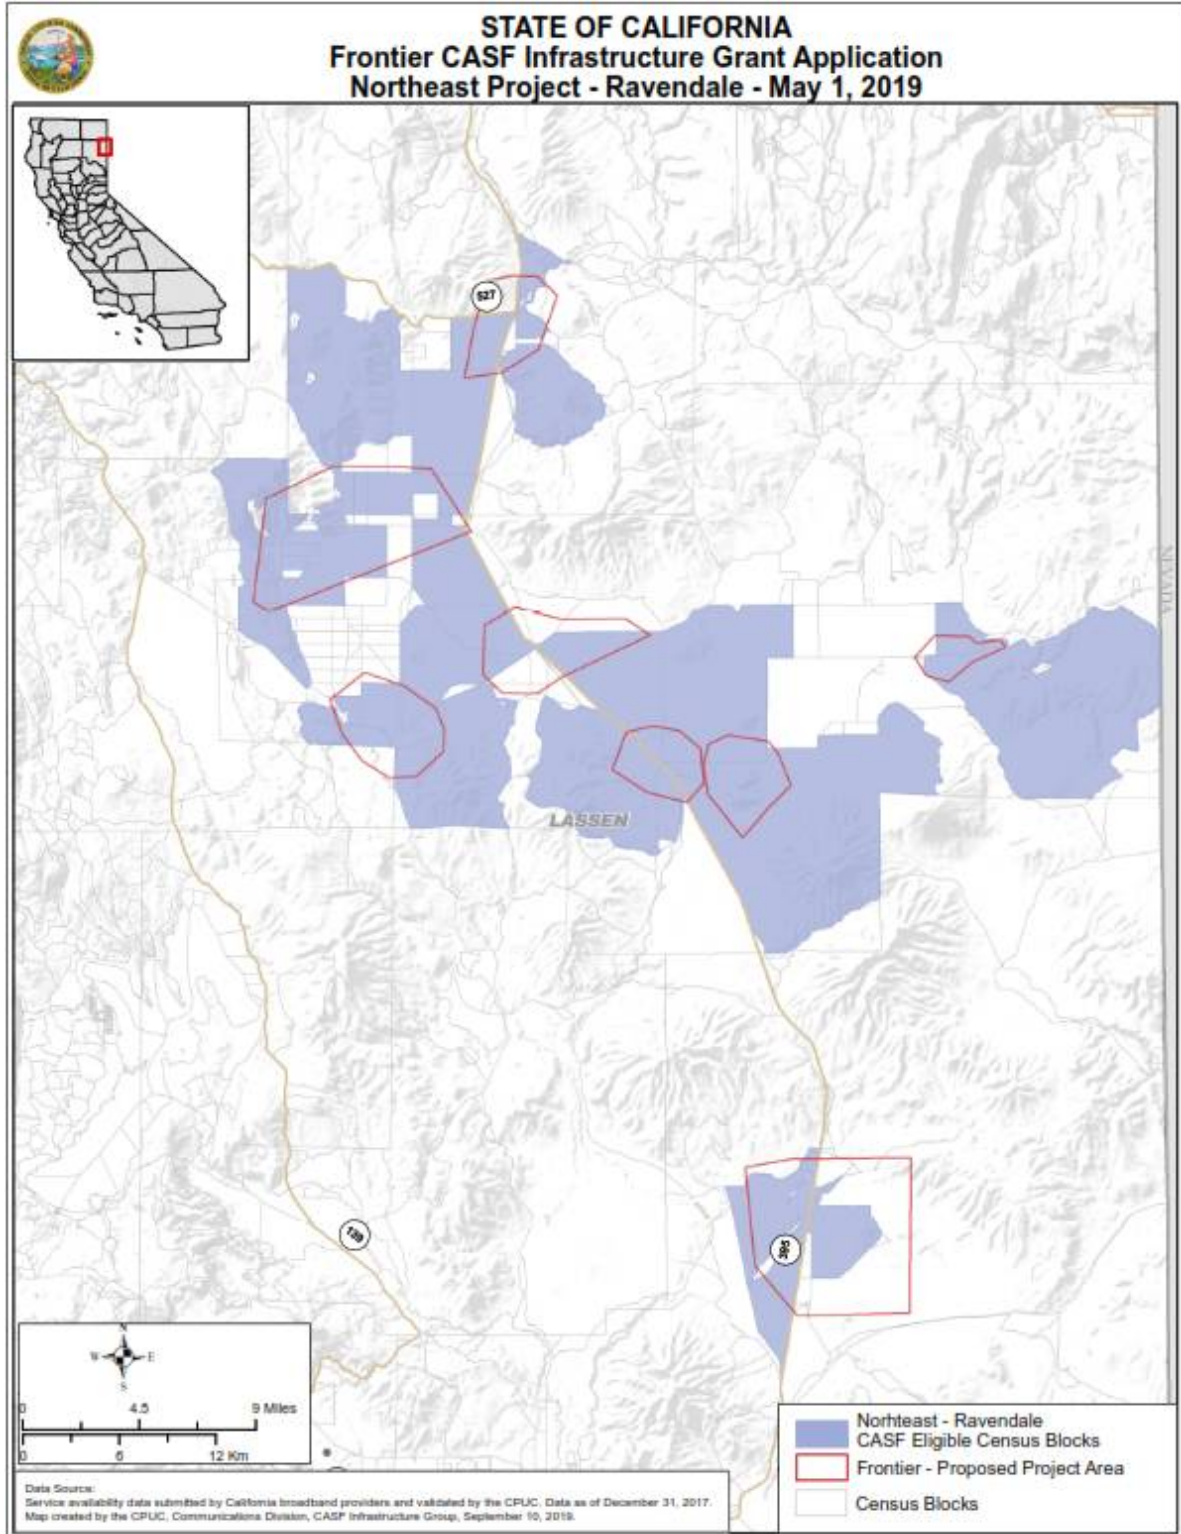 STATE OF CALIFORNIA
Frontier CASF Infrastructure Grant Application
Northeast Project - Ravendale - May 1, 2019
527
NEVADA
LASSEN
139
395
N
W E
S
0 4.5 9 Miles
0 6 12 Km
Norhteast - Ravendale
CASF Eligible Census Blocks
Frontier - Proposed Project Area
Census Blocks
Data Source:
Service availability data submitted by California broadband providers and validated by the CPUC. Data as of December 31, 2017.
Map created by the CPUC, Communications Division, CASF Infrastructure Group, September 10, 2019.